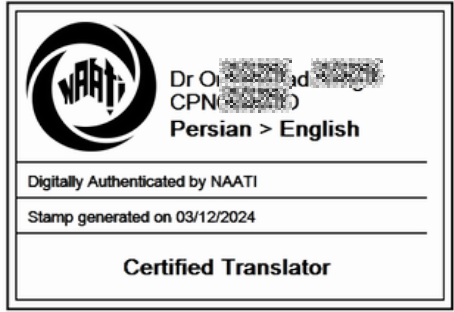 NAATI
Dr
Persian > English
Digitally Authenticated by NAATI
Stamp generated on 03/12/2024
Certified Translator